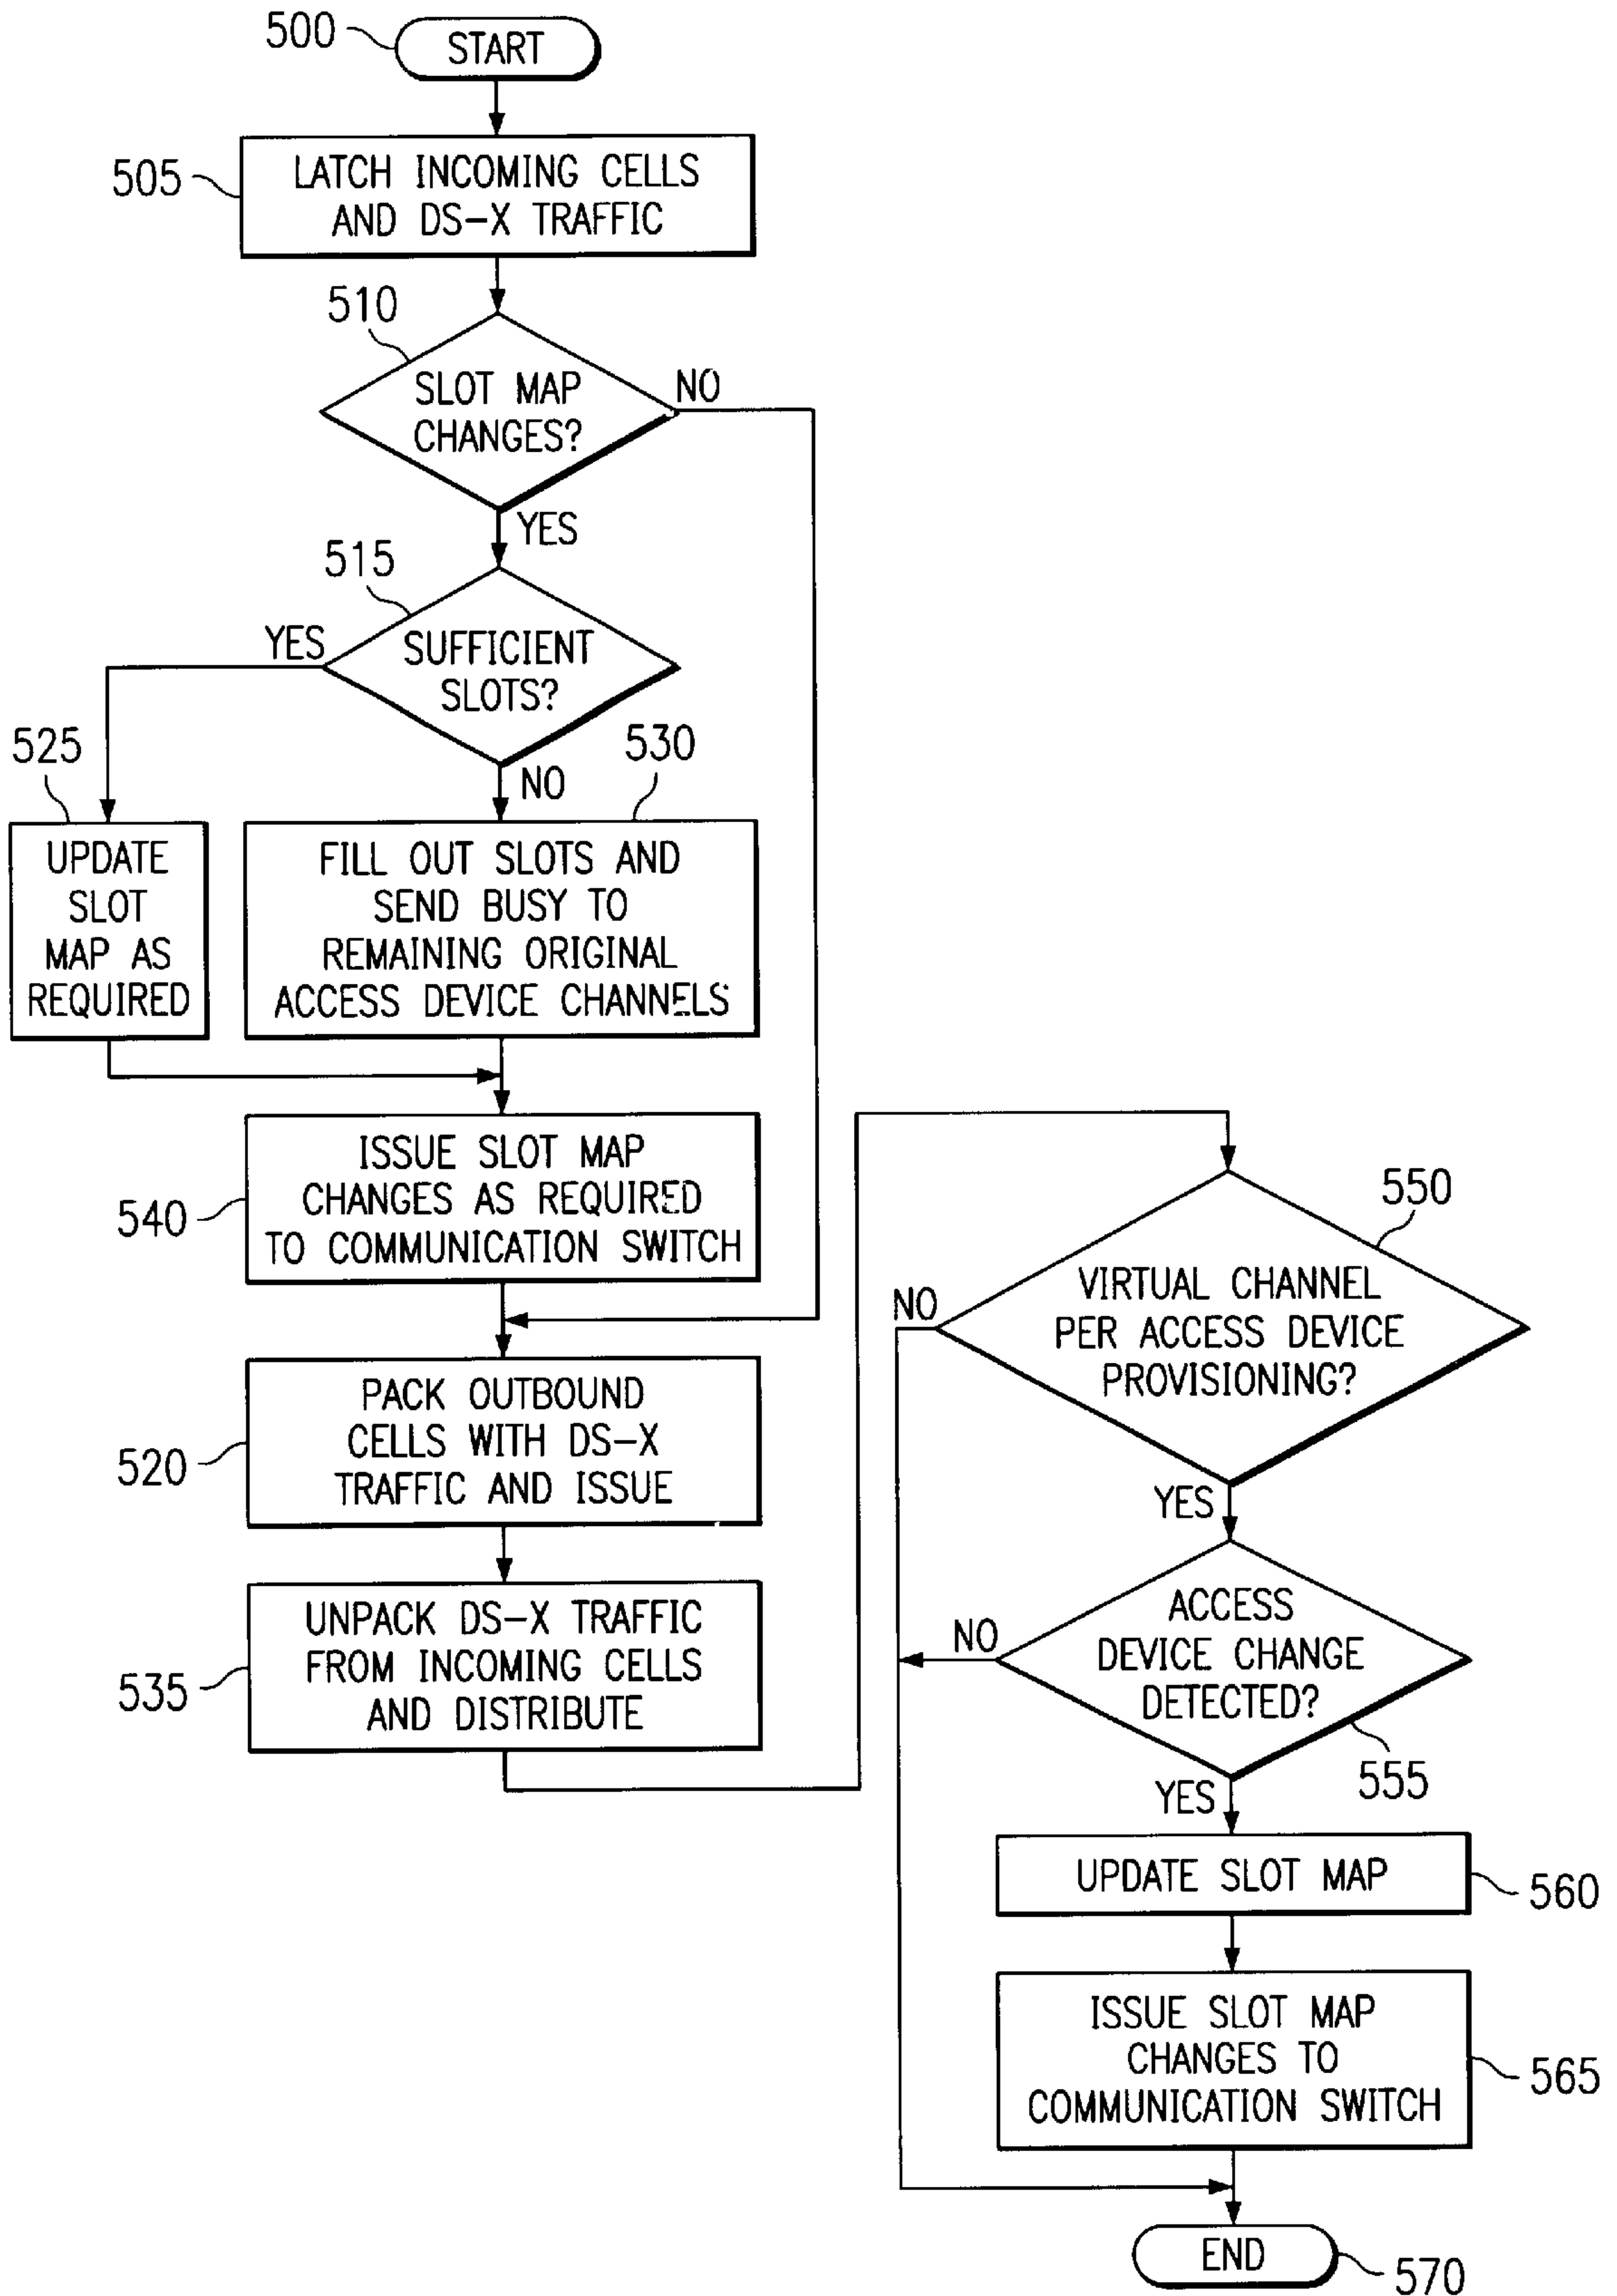 500
START
505
LATCH INCOMING CELLS
AND DS-X TRAFFIC
510
SLOT MAP
CHANGES?
NO
YES
515
SUFFICIENT
SLOTS?
YES
NO
525
UPDATE
SLOT
MAP AS
REQUIRED
530
FILL OUT SLOTS AND
SEND BUSY TO
REMAINING ORIGINAL
ACCESS DEVICE CHANNELS
540
ISSUE SLOT MAP
CHANGES AS REQUIRED
TO COMMUNICATION SWITCH
520
PACK OUTBOUND
CELLS WITH DS-X
TRAFFIC AND ISSUE
535
UNPACK DS-X TRAFFIC
FROM INCOMING CELLS
AND DISTRIBUTE
550
VIRTUAL CHANNEL
PER ACCESS DEVICE
PROVISIONING?
NO
YES
ACCESS
DEVICE CHANGE
DETECTED?
NO
555
YES
UPDATE SLOT MAP
560
ISSUE SLOT MAP
CHANGES TO
COMMUNICATION SWITCH
565
END
570